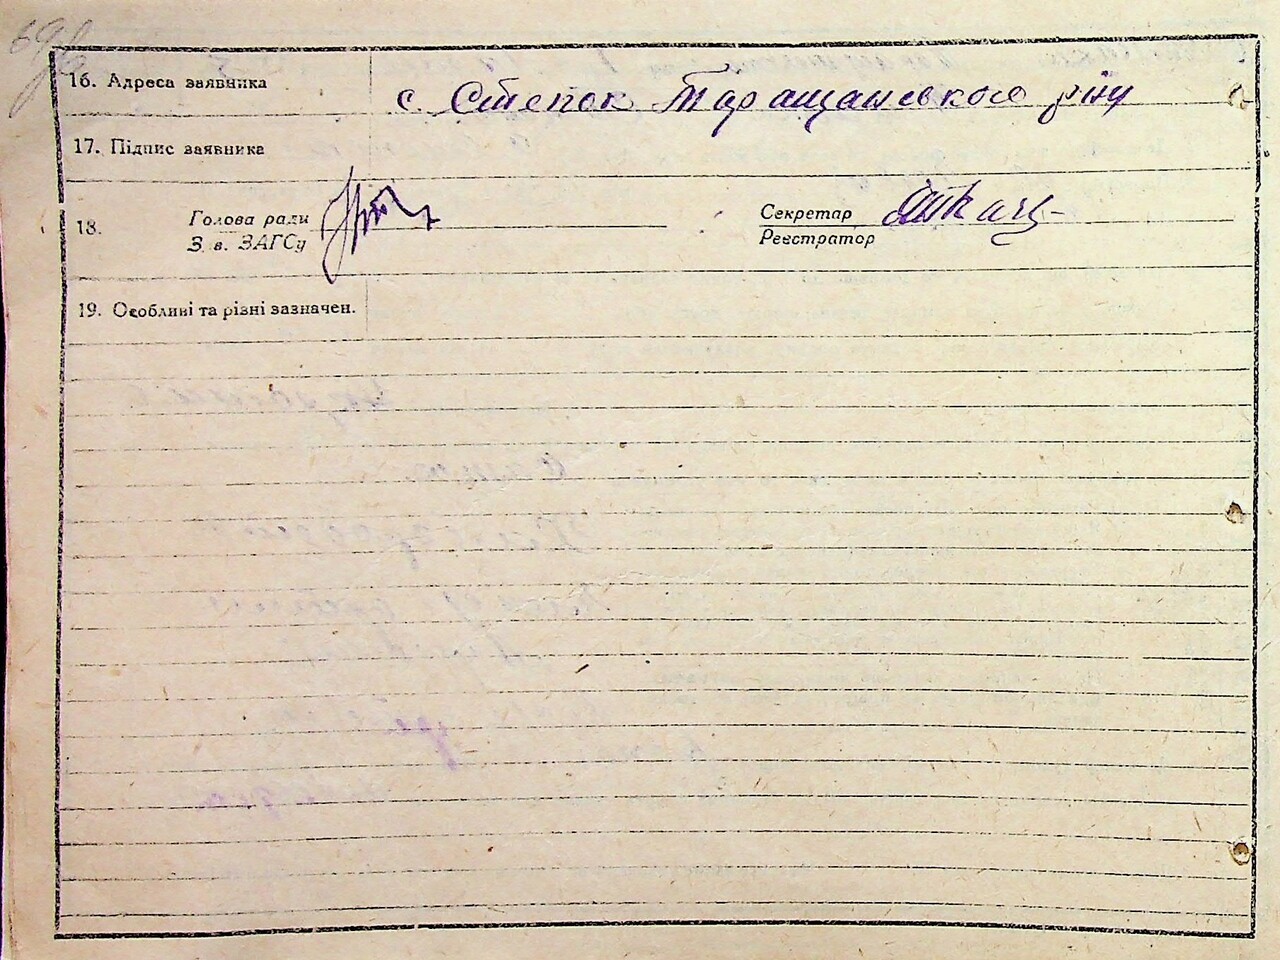 69
16. Адреса заявника с. Степок Таращанського р-ну
17. Підпис заявника
18. Голова ради Секретар
З. в. ЗАГСу Реєстратор
19. Особливі та різні зазначен.